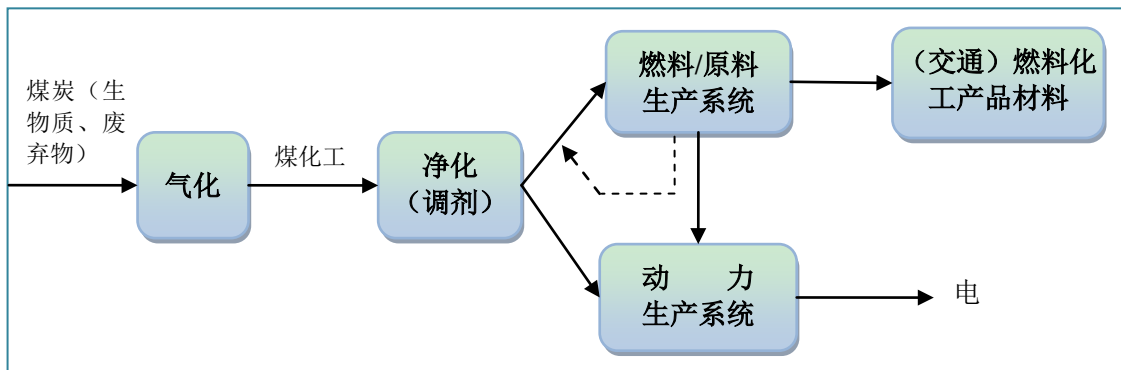 煤炭（生
物质、废
弃物）
气化
煤化工
净化
（调剂）
燃料/原料
生产系统
（交通）燃料化
工产品材料
动　　力
生产系统
电